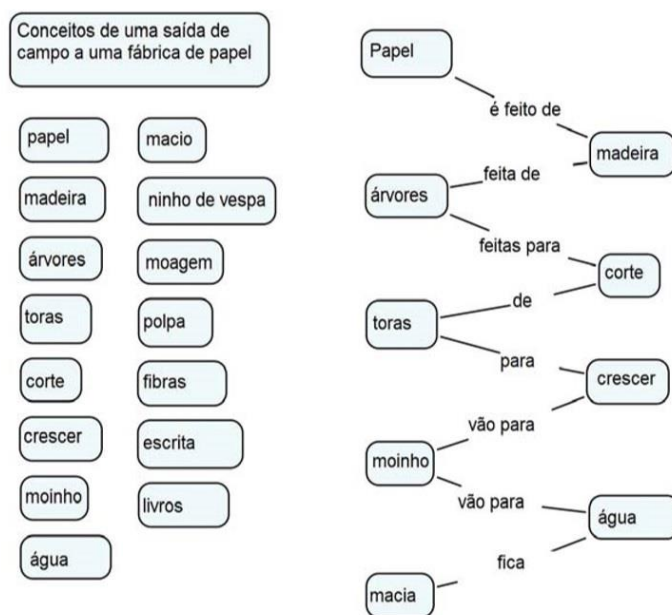 Conceitos de uma saída de
campo a uma fábrica de papel
papel
macio
madeira
ninho de vespa
árvores
moagem
toras
polpa
corte
fibras
crescer
escrita
moinho
livros
água
Papel
é feito de
madeira
feita de
árvores
feitas para
corte
de
toras
para
crescer
vão para
moinho
vão para
água
fica
macia